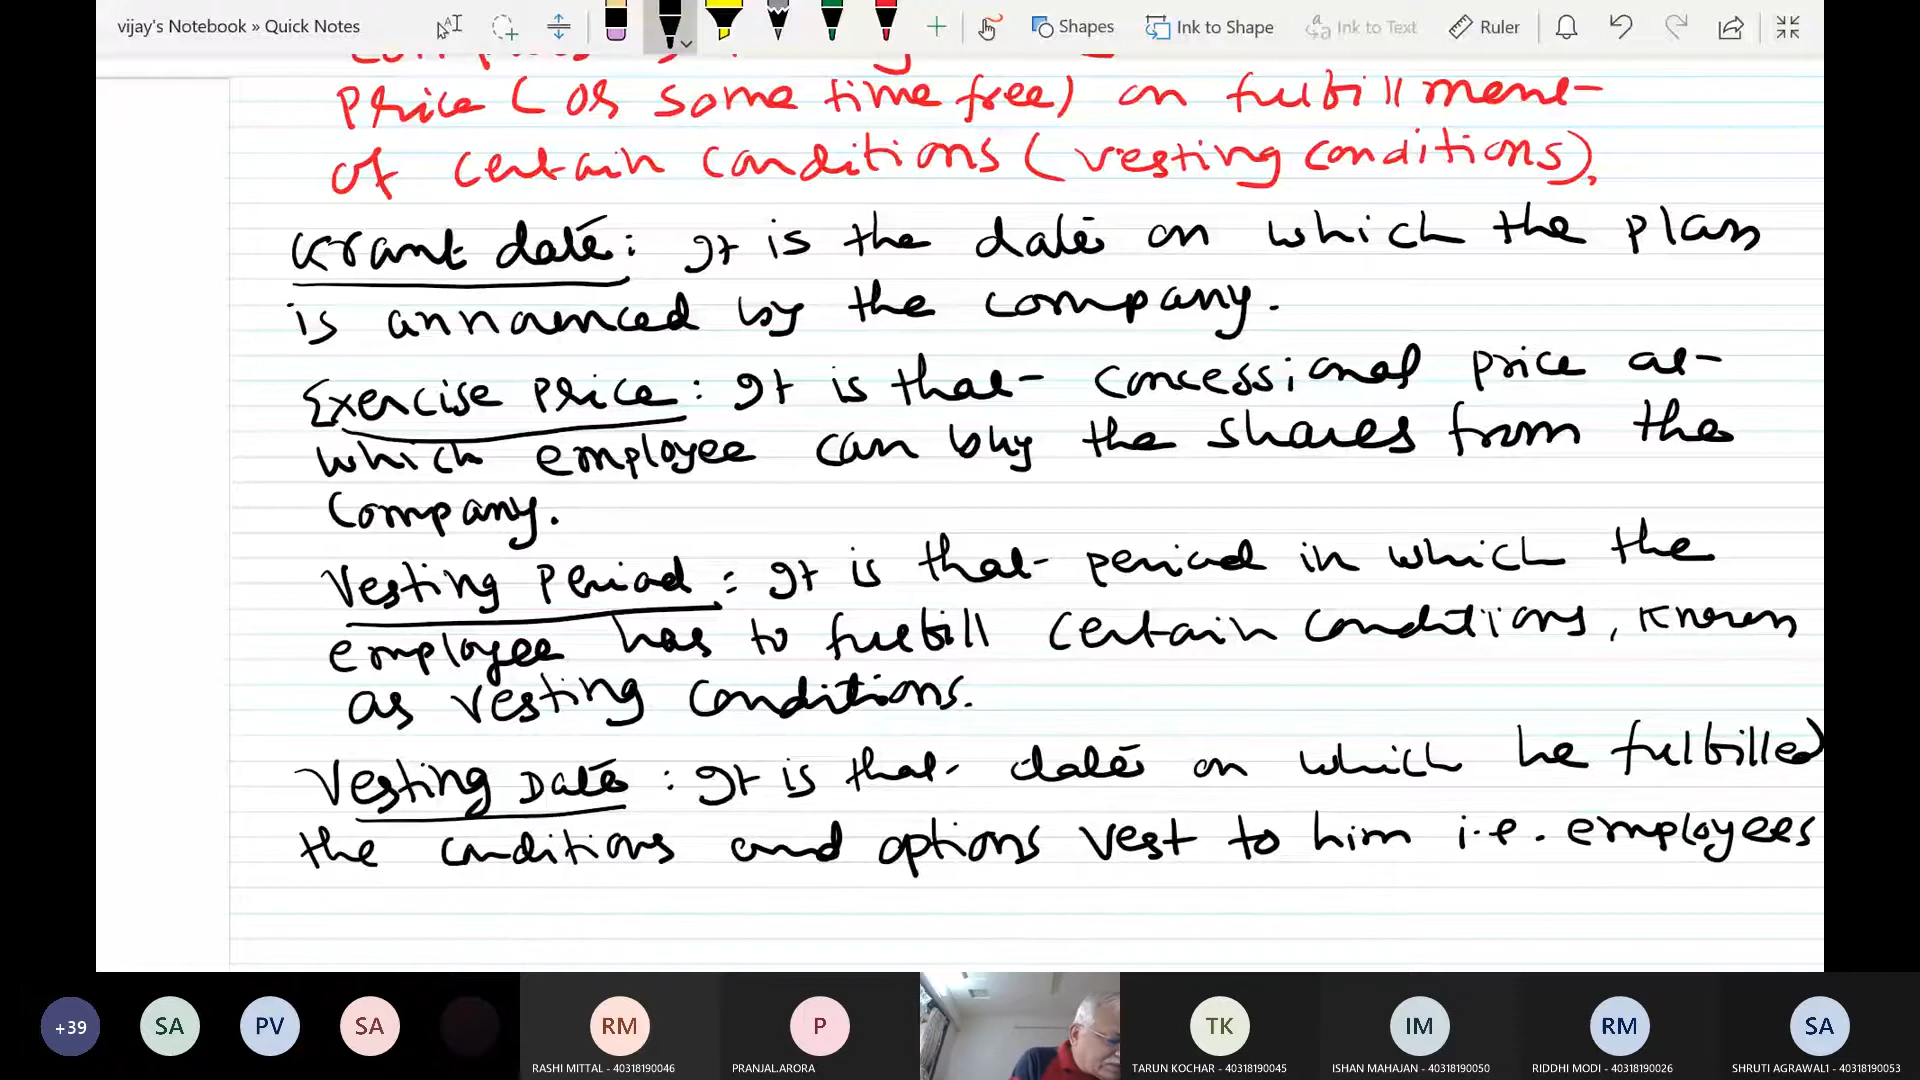 vijay's Notebook » Quick Notes
Shapes
Ink to Shape
Ink to Text
Ruler
Price (or some time free) on fulfillment
of certain conditions (vesting conditions).
Grant date: It is the date on which the plan
is announced by the company.
Exercise Price: It is that concessional price at
which employee can buy the shares from the
Company.
Vesting Period: It is that period in which the
employee has to fulfill certain conditions, known
as vesting conditions.
Vesting Date: It is that date on which he fulfilled
the conditions and options vest to him i.e. employees
+39
SA
PV
SA
RM
P
TK
IM
RM
SA
RASHI MITTAL - 40318190046
PRANJAL.ARORA
TARUN KOCHAR - 40318190045
ISHAN MAHAJAN - 40318190050
RIDDHI MODI - 40318190026
SHRUTI AGRAWAL1 - 40318190053